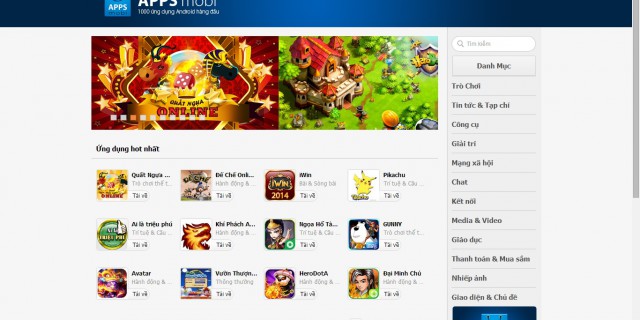 APPS
APPS mobi
1000 ứng dụng Android hàng đầu
QUẤT NGỰA
ONLINE
Tìm kiếm
Danh Mục
Trò Chơi
Tin tức & Tạp chí
Công cụ
Giải trí
Mạng xã hội
Chat
Kết nối
Media & Video
Giáo dục
Thanh toán & Mua sắm
Nhiếp ảnh
Giao diện & Chủ đề
Ứng dụng hot nhất
Quất Ngựa ...
Trò chơi thể t...
Tải về
Đế Chế Onlin...
Hành động & ...
Tải về
iWin
2014
iWin
Bài & Sòng bài
Tải về
Pikachu
Trí tuệ & Câu ...
Tải về
Ai là triệu phú
Trí tuệ & Câu ...
Tải về
Khí Phách A...
Hành động & ...
Tải về
Ngọa Hổ Tà...
Trí tuệ & Câu ...
Tải về
GUNNY
Trò chơi thể t...
Tải về
Avatar
Hành động & ...
Tải về
Vườn Thượn...
Thông thường
Tải về
HeroDotA
Hành động & ...
Tải về
Đại Minh Chủ
Hành động & ...
Tải về